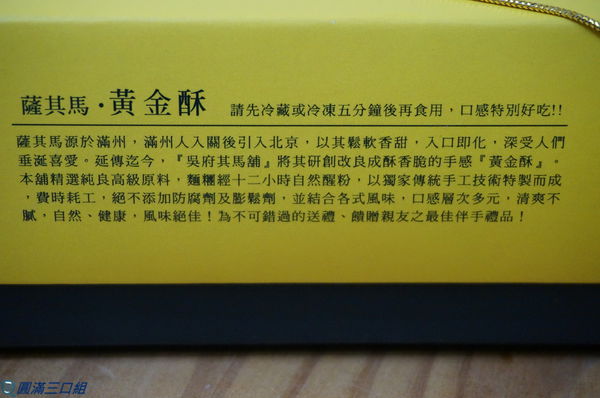 薩其馬·黃金酥 請先冷藏或冷凍五分鐘後再食用，口感特別好吃!!
薩其馬源於滿州，滿州人入關後引入北京，以其鬆軟香甜，入口即化，深受人們
垂涎喜愛。延傳迄今，『吳府其馬舖』將其研創改良成酥香脆的手感『黃金酥』。
本舖精選純良高級原料，麵糰經十二小時自然醒粉，以獨家傳統手工技術特製而成
，費時耗工，絕不添加防腐劑及膨鬆劑，並結合各式風味，口感層次多元，清爽不
膩，自然、健康，風味絕佳！為不可錯過的送禮、餽贈親友之最佳伴手禮品！
圓滿三口組